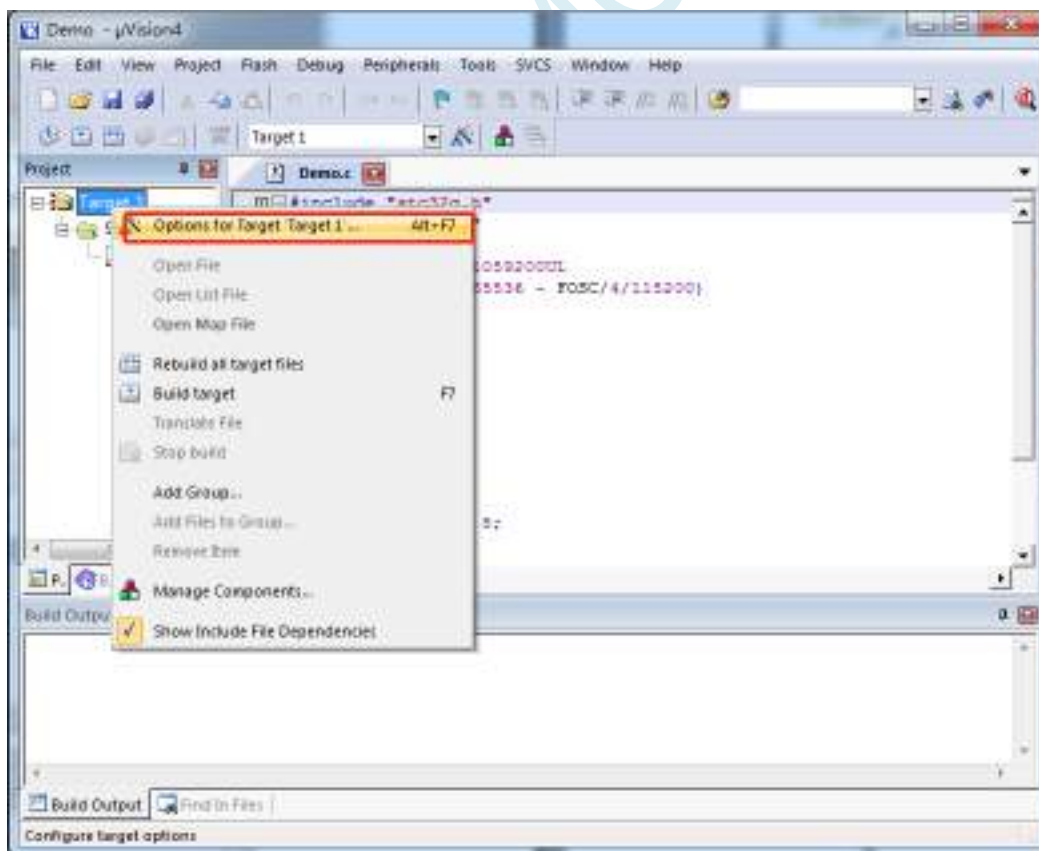 Demo - µVision4
File Edit View Project Flash Debug Peripherals Tools SVCS Window Help
Target 1
Project
Demo.c
Target 1
#include "stc32g.h"
Options for Target 'Target 1'... Alt+F7
Open File
Open List File
Open Map File
Rebuild all target files
Build target F7
Translate File
Stop build
Add Group...
Add Files to Group...
Remove Item
Manage Components...
Show Include File Dependencies
1059200UL
65536 - FOSC/4/115200)
5;
P..
Build Outpu
Build Output
Find In Files
Configure target options